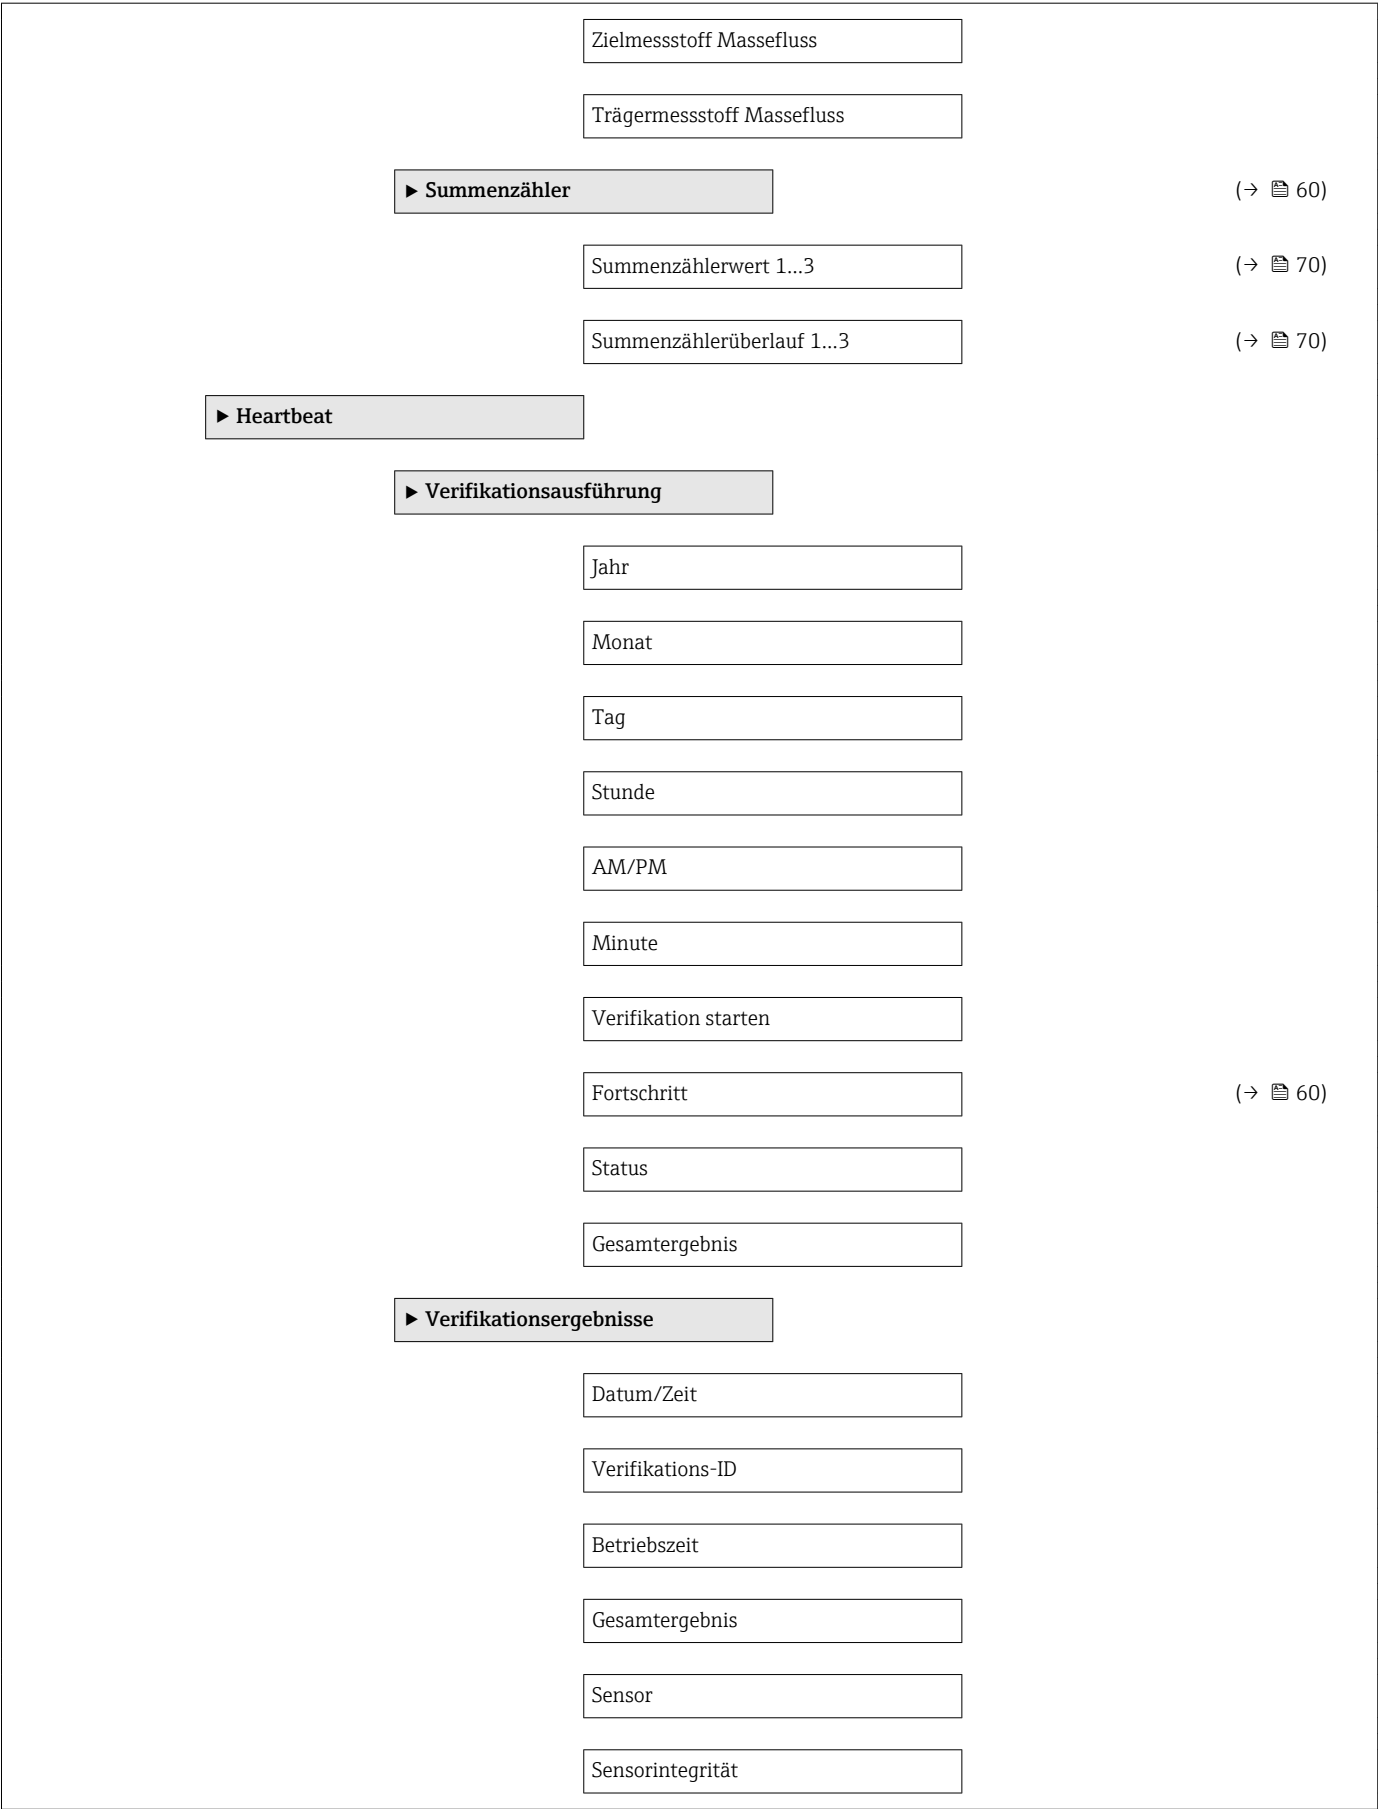 Zielmessstoff Massefluss
Trägermessstoff Massefluss
▶ Summenzähler (→ 60)
Summenzählerwert 1…3 (→ 70)
Summenzählerüberlauf 1…3 (→ 70)
▶ Heartbeat
▶ Verifikationsausführung
Jahr
Monat
Tag
Stunde
AM/PM
Minute
Verifikation starten
Fortschritt (→ 60)
Status
Gesamtergebnis
▶ Verifikationsergebnisse
Datum/Zeit
Verifikations-ID
Betriebszeit
Gesamtergebnis
Sensor
Sensorintegrität